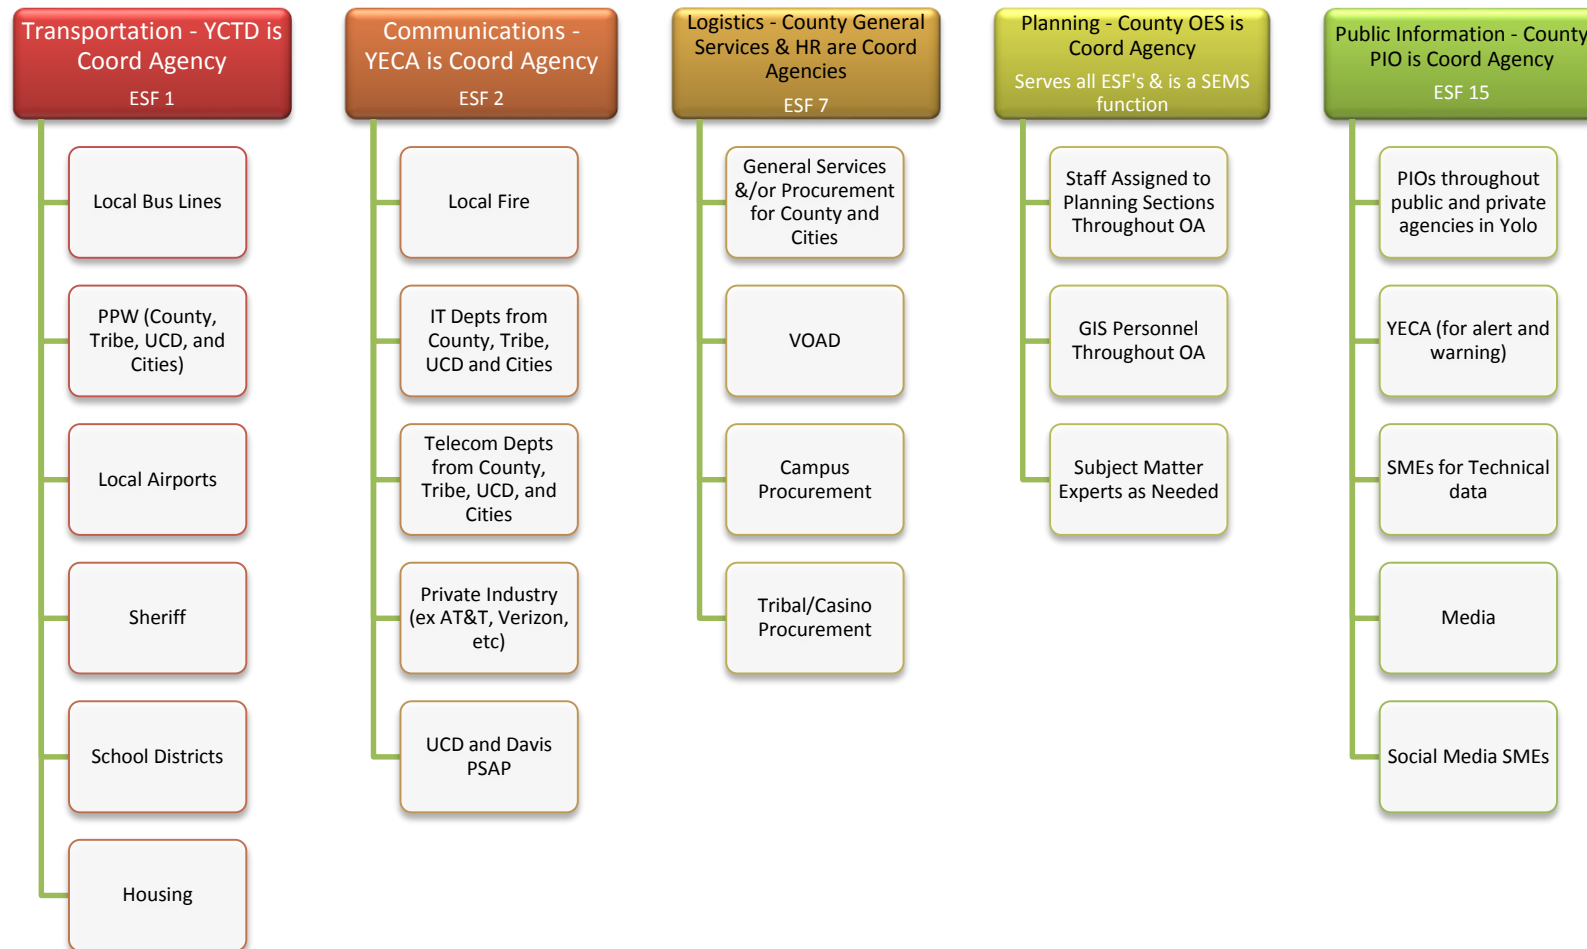 Transportation - YCTD is
Coord Agency
ESF 1
Local Bus Lines
PPW (County,
Tribe, UCD, and
Cities)
Local Airports
Sheriff
School Districts
Housing
Communications -
YECA is Coord Agency
ESF 2
Local Fire
IT Depts from
County, Tribe,
UCD and Cities
Telecom Depts
from County,
Tribe, UCD, and
Cities
Private Industry
(ex AT&T, Verizon,
etc)
UCD and Davis
PSAP
Logistics - County General
Services & HR are Coord
Agencies
ESF 7
General Services
&/or Procurement
for County and
Cities
VOAD
Campus
Procurement
Tribal/Casino
Procurement
Planning - County OES is
Coord Agency
Serves all ESF's & is a SEMS
function
Staff Assigned to
Planning Sections
Throughout OA
GIS Personnel
Throughout OA
Subject Matter
Experts as Needed
Public Information - County
PIO is Coord Agency
ESF 15
PIOs throughout
public and private
agencies in Yolo
YECA (for alert and
warning)
SMEs for Technical
data
Media
Social Media SMEs